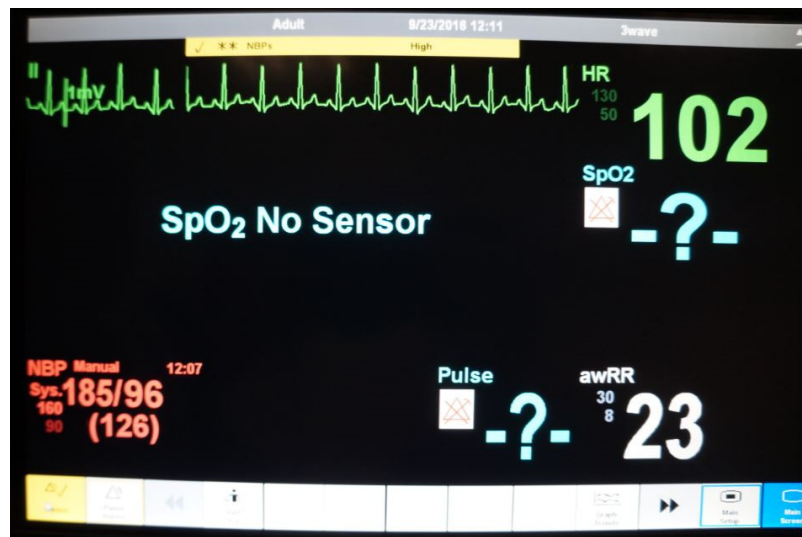 Adult 9/23/2016 12:11 3wave
** NBPs High
II
1mV
HR
130
50
102
SpO2
-?-
SpO2 No Sensor
NBP Manual 12:07
Sys.
160
90
185/96
(126)
Pulse
-?-
awRR
30
8
23
Main
Setup
Main
Screen